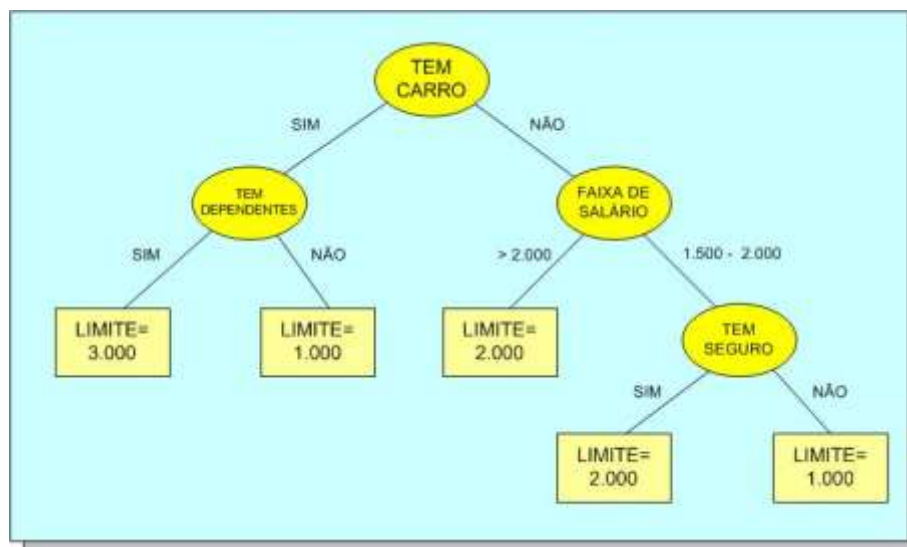 TEM
CARRO
SIM
NÃO
TEM
DEPENDENTES
FAIXA DE
SALÁRIO
SIM
NÃO
> 2.000
1.500 - 2.000
LIMITE=
3.000
LIMITE=
1.000
LIMITE=
2.000
TEM
SEGURO
SIM
NÃO
LIMITE=
2.000
LIMITE=
1.000